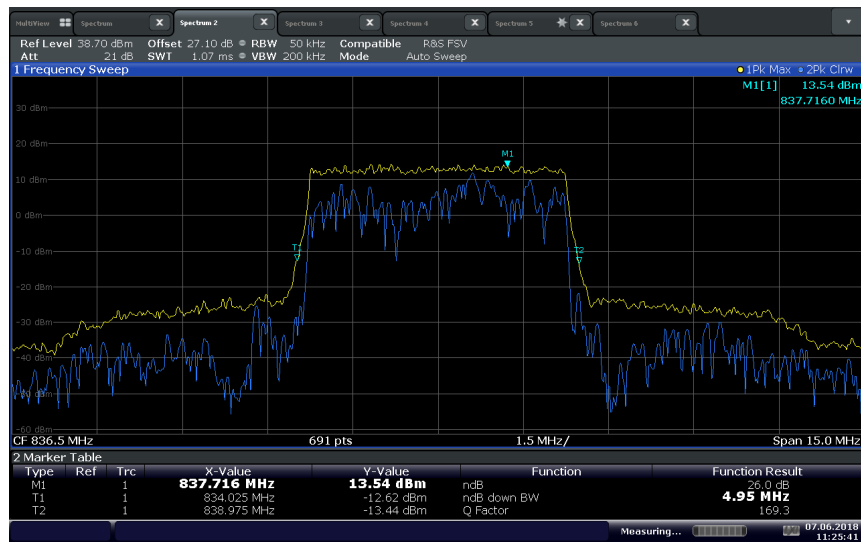 MultiView Spectrum X Spectrum 2 X Spectrum 3 X Spectrum 4 X Spectrum 5 X Spectrum 6 X
Ref Level 38.70 dBm Offset 27.10 dB RBW 50 kHz Compatible R&S FSV
Att 21 dB SWT 1.07 ms VBW 200 kHz Mode Auto Sweep
1 Frequency Sweep 1Pk Max 2Pk Clrw
M1[1] 13.54 dBm
837.7160 MHz
30 dBm
20 dBm
M1
10 dBm
0 dBm
T1 T2
-10 dBm
-20 dBm
-30 dBm
-40 dBm
-50 dBm
-60 dBm
CF 836.5 MHz 691 pts 1.5 MHz/ Span 15.0 MHz
2 Marker Table
Type Ref Trc X-Value Y-Value Function Function Result
M1 1 837.716 MHz 13.54 dBm ndB 26.0 dB
T1 1 834.025 MHz -12.62 dBm ndB down BW 4.95 MHz
T2 1 838.975 MHz -13.44 dBm Q Factor 169.3
Measuring... 07.06.2018
11:25:41